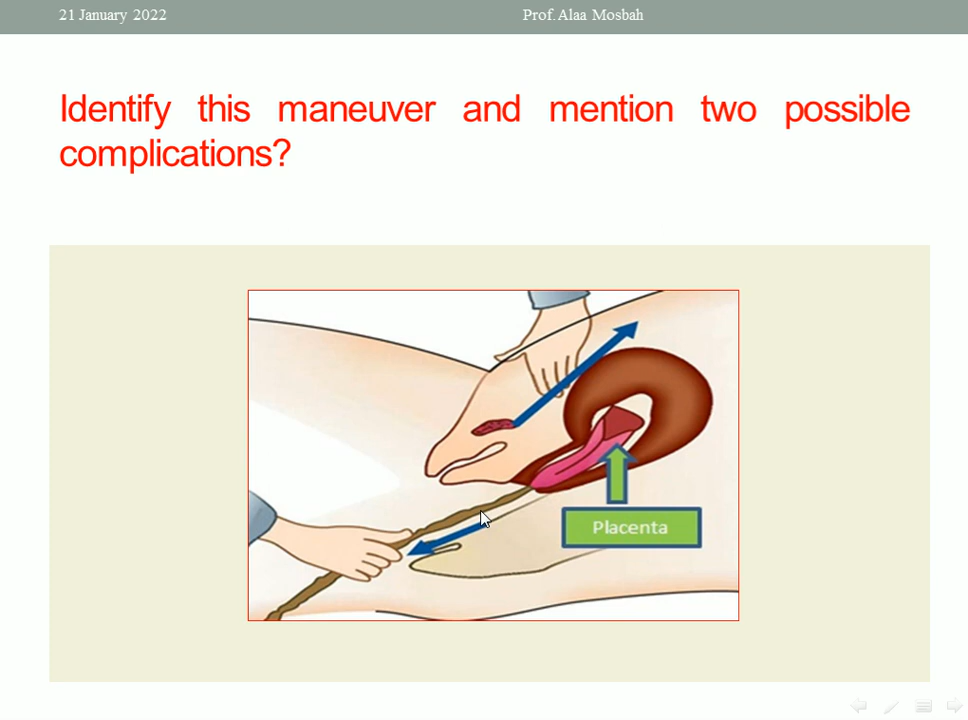 21 January 2022 Prof. Alaa Mosbah
Identify this maneuver and mention two possible
complications?
Placenta